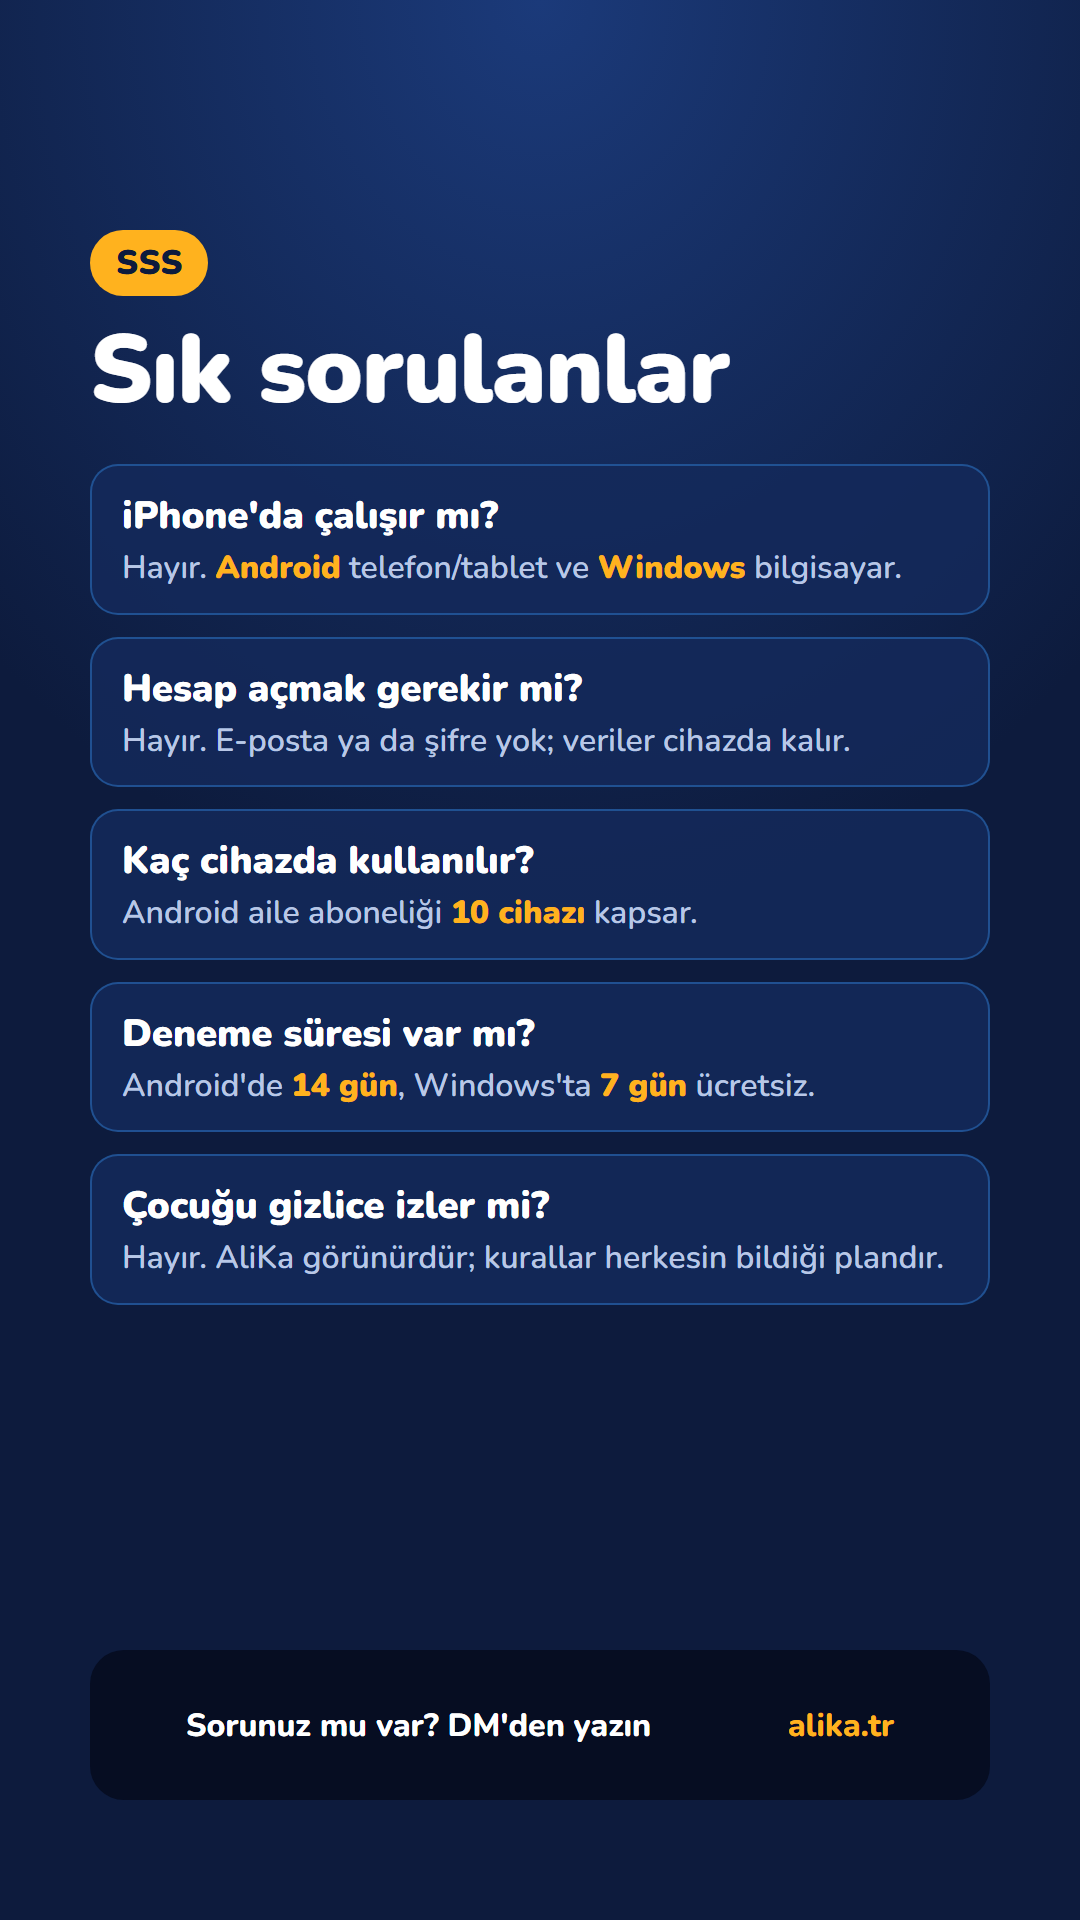 SSS
Sık sorulanlar
iPhone'da çalışır mı?
Hayır. Android telefon/tablet ve Windows bilgisayar.
Hesap açmak gerekir mi?
Hayır. E-posta ya da şifre yok; veriler cihazda kalır.
Kaç cihazda kullanılır?
Android aile aboneliği 10 cihazı kapsar.
Deneme süresi var mı?
Android'de 14 gün, Windows'ta 7 gün ücretsiz.
Çocuğu gizlice izler mi?
Hayır. AliKa görünürdür; kurallar herkesin bildiği plandır.
Sorunuz mu var? DM'den yazın alika.tr